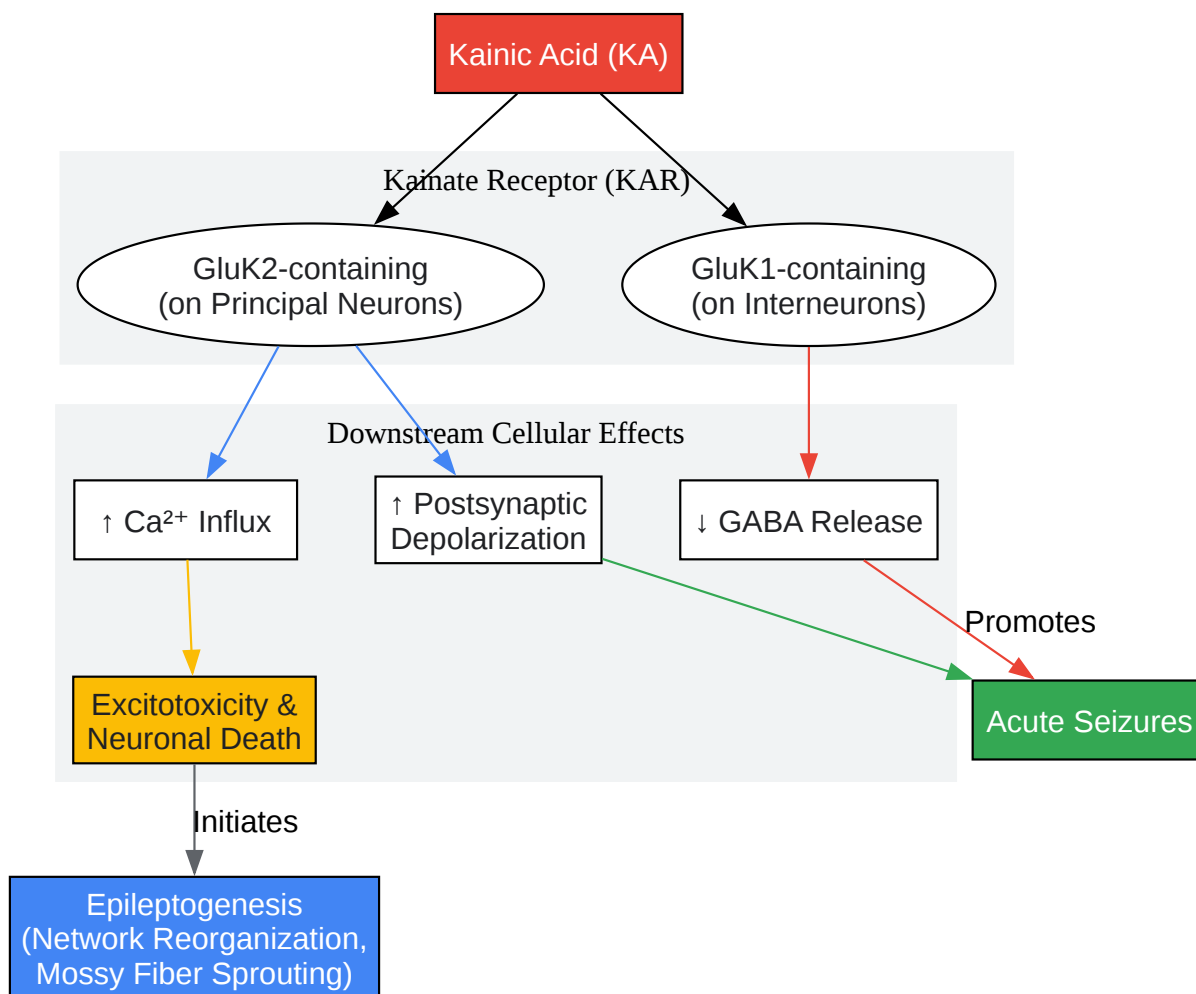 Kainic Acid (KA)
Kainate Receptor (KAR)
GluK2-containing
(on Principal Neurons)
GluK1-containing
(on Interneurons)
Downstream Cellular Effects
↑ Ca²⁺ Influx
↑ Postsynaptic
Depolarization
↓ GABA Release
Promotes
Excitotoxicity &
Neuronal Death
Acute Seizures
Initiates
Epileptogenesis
(Network Reorganization,
Mossy Fiber Sprouting)